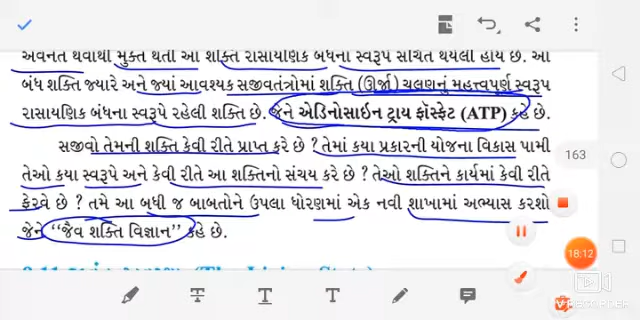 અવનત થવાથી મુક્ત થતી આ શક્તિ રાસાયણિક બંધના સ્વરૂપે સંચિત થયેલી હોય છે. આ
બંધ શક્તિ જ્યારે અને જ્યાં આવશ્યક સજીવતંત્રોમાં શક્તિ (ઊર્જા) ચલણનું મહત્ત્વપૂર્ણ સ્વરૂપ
રાસાયણિક બંધના સ્વરૂપે રહેલી શક્તિ છે. જેને એડિનોસાઇન ટ્રાય ફૉસ્ફેટ (ATP) કહે છે.
સજીવો તેમની શક્તિ કેવી રીતે પ્રાપ્ત કરે છે ? તેમાં કયા પ્રકારની યોજના વિકાસ પામી
તેઓ કયા સ્વરૂપે અને કેવી રીતે આ શક્તિનો સંચય કરે છે ? તેઓ શક્તિને કાર્યમાં કેવી રીતે
ફેરવે છે ? તમે આ બધી જ બાબતોને ઉપલા ધોરણમાં એક નવી શાખામાં અભ્યાસ કરશો
જેને "જૈવ શક્તિ વિજ્ઞાન" કહે છે.
(The Living State)
163
18:12